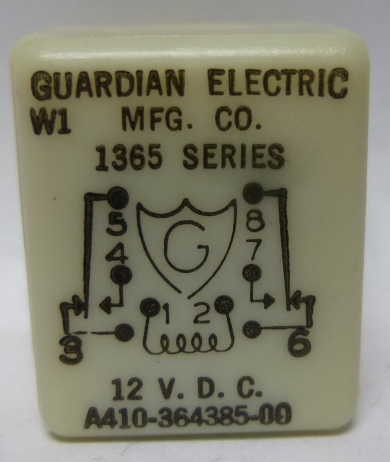 GUARDIAN ELECTRIC
W1 MFG. CO.
1365 SERIES
5 8
G
4 7
1 2
3 6
12 V. D. C.
A410-364385-00